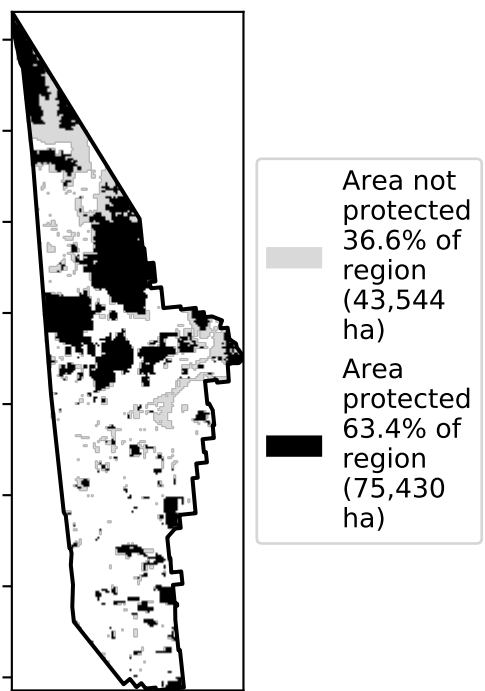 Area not
protected
36.6% of
region
(43,544
ha)
Area
protected
63.4% of
region
(75,430
ha)